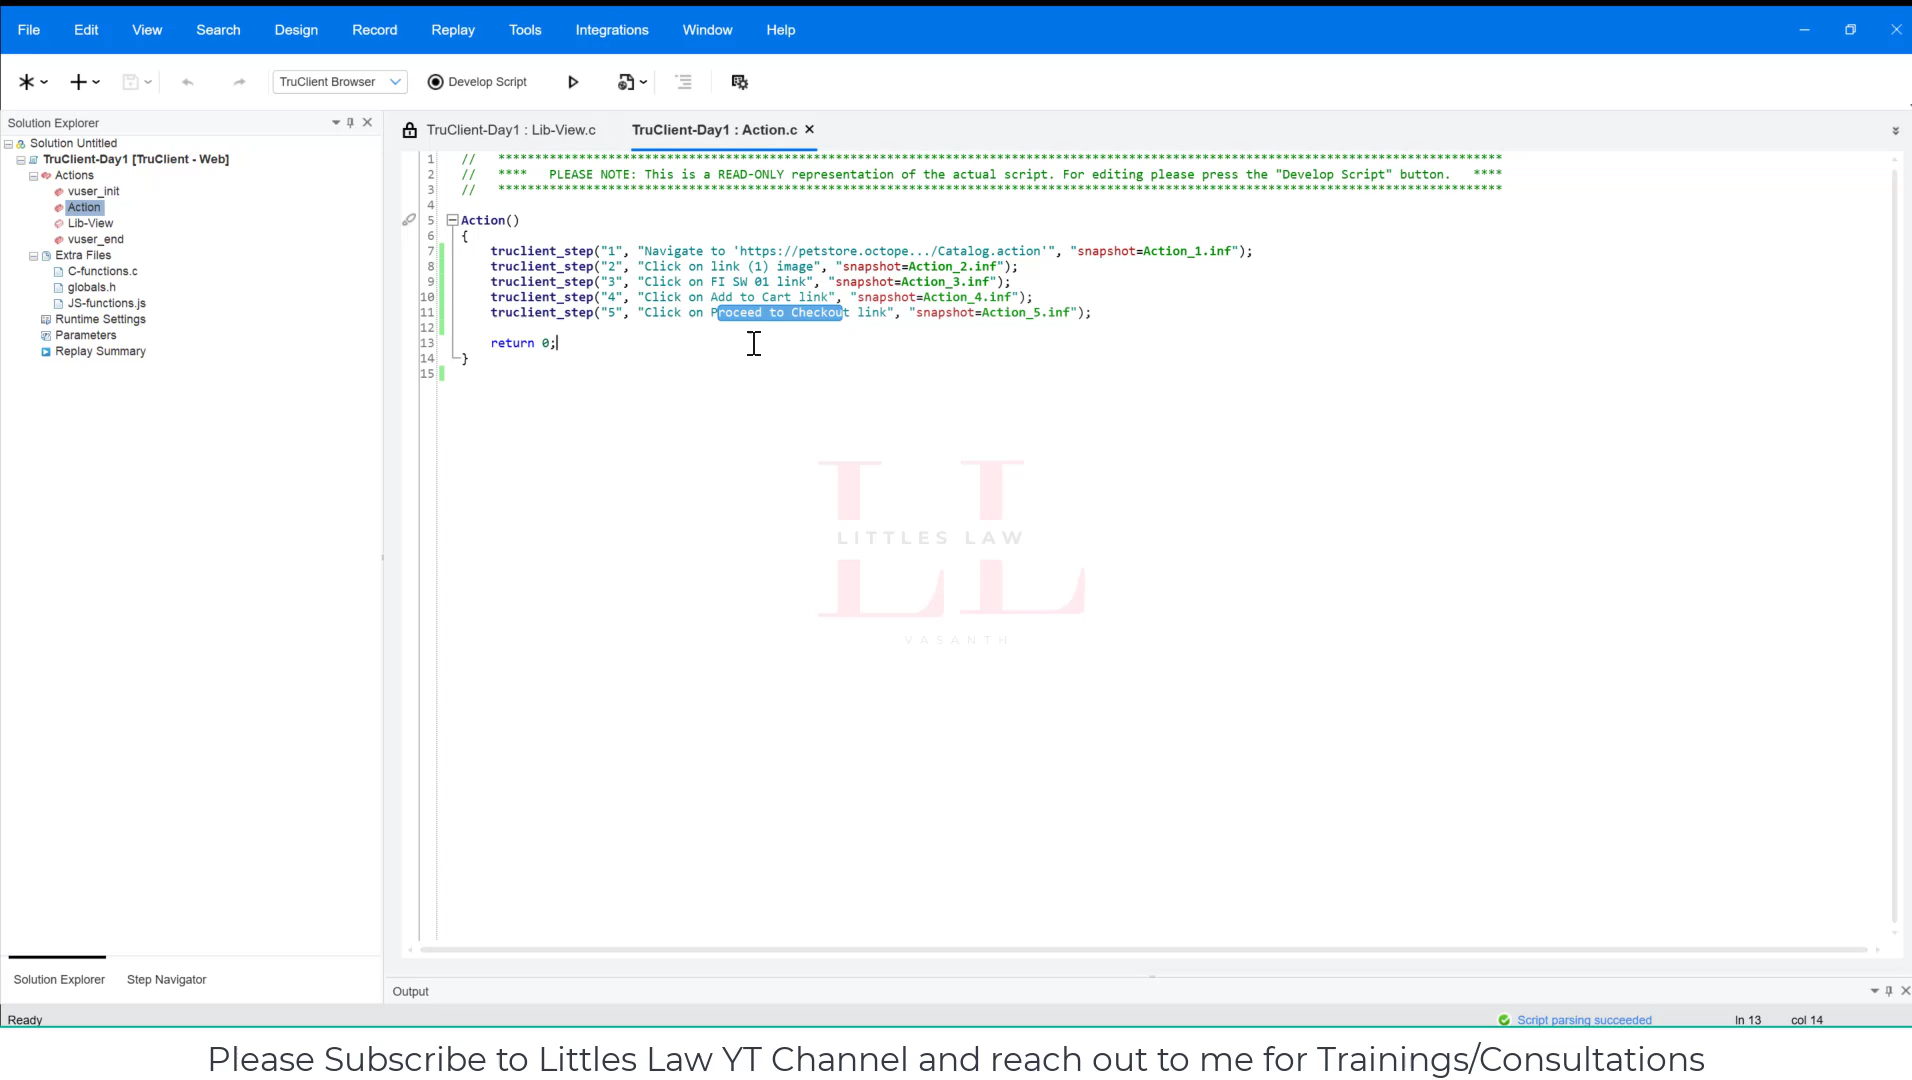 File Edit View Search Design Record Replay Tools Integrations Window Help
TruClient Browser Develop Script
Solution Explorer
Solution Untitled
TruClient-Day1 [TruClient - Web]
Actions
vuser_init
Action
Lib-View
vuser_end
Extra Files
C-functions.c
globals.h
JS-functions.js
Runtime Settings
Parameters
Replay Summary
Solution Explorer Step Navigator
TruClient-Day1 : Lib-View.c TruClient-Day1 : Action.c
1 // ****************************************************************************************************************************************
2 // **** PLEASE NOTE: This is a READ-ONLY representation of the actual script. For editing please press the "Develop Script" button. ****
3 // ****************************************************************************************************************************************
4
5 Action()
6 {
7 truclient_step("1", "Navigate to 'https://petstore.octope.../Catalog.action'", "snapshot=Action_1.inf");
8 truclient_step("2", "Click on link (1) image", "snapshot=Action_2.inf");
9 truclient_step("3", "Click on FI SW 01 link", "snapshot=Action_3.inf");
10 truclient_step("4", "Click on Add to Cart link", "snapshot=Action_4.inf");
11 truclient_step("5", "Click on Proceed to Checkout link", "snapshot=Action_5.inf");
12
13 return 0;
14 }
15
LL
LITTLES LAW
VASANTH
Output
Ready Script parsing succeeded ln 13 col 14
Please Subscribe to Littles Law YT Channel and reach out to me for Trainings/Consultations